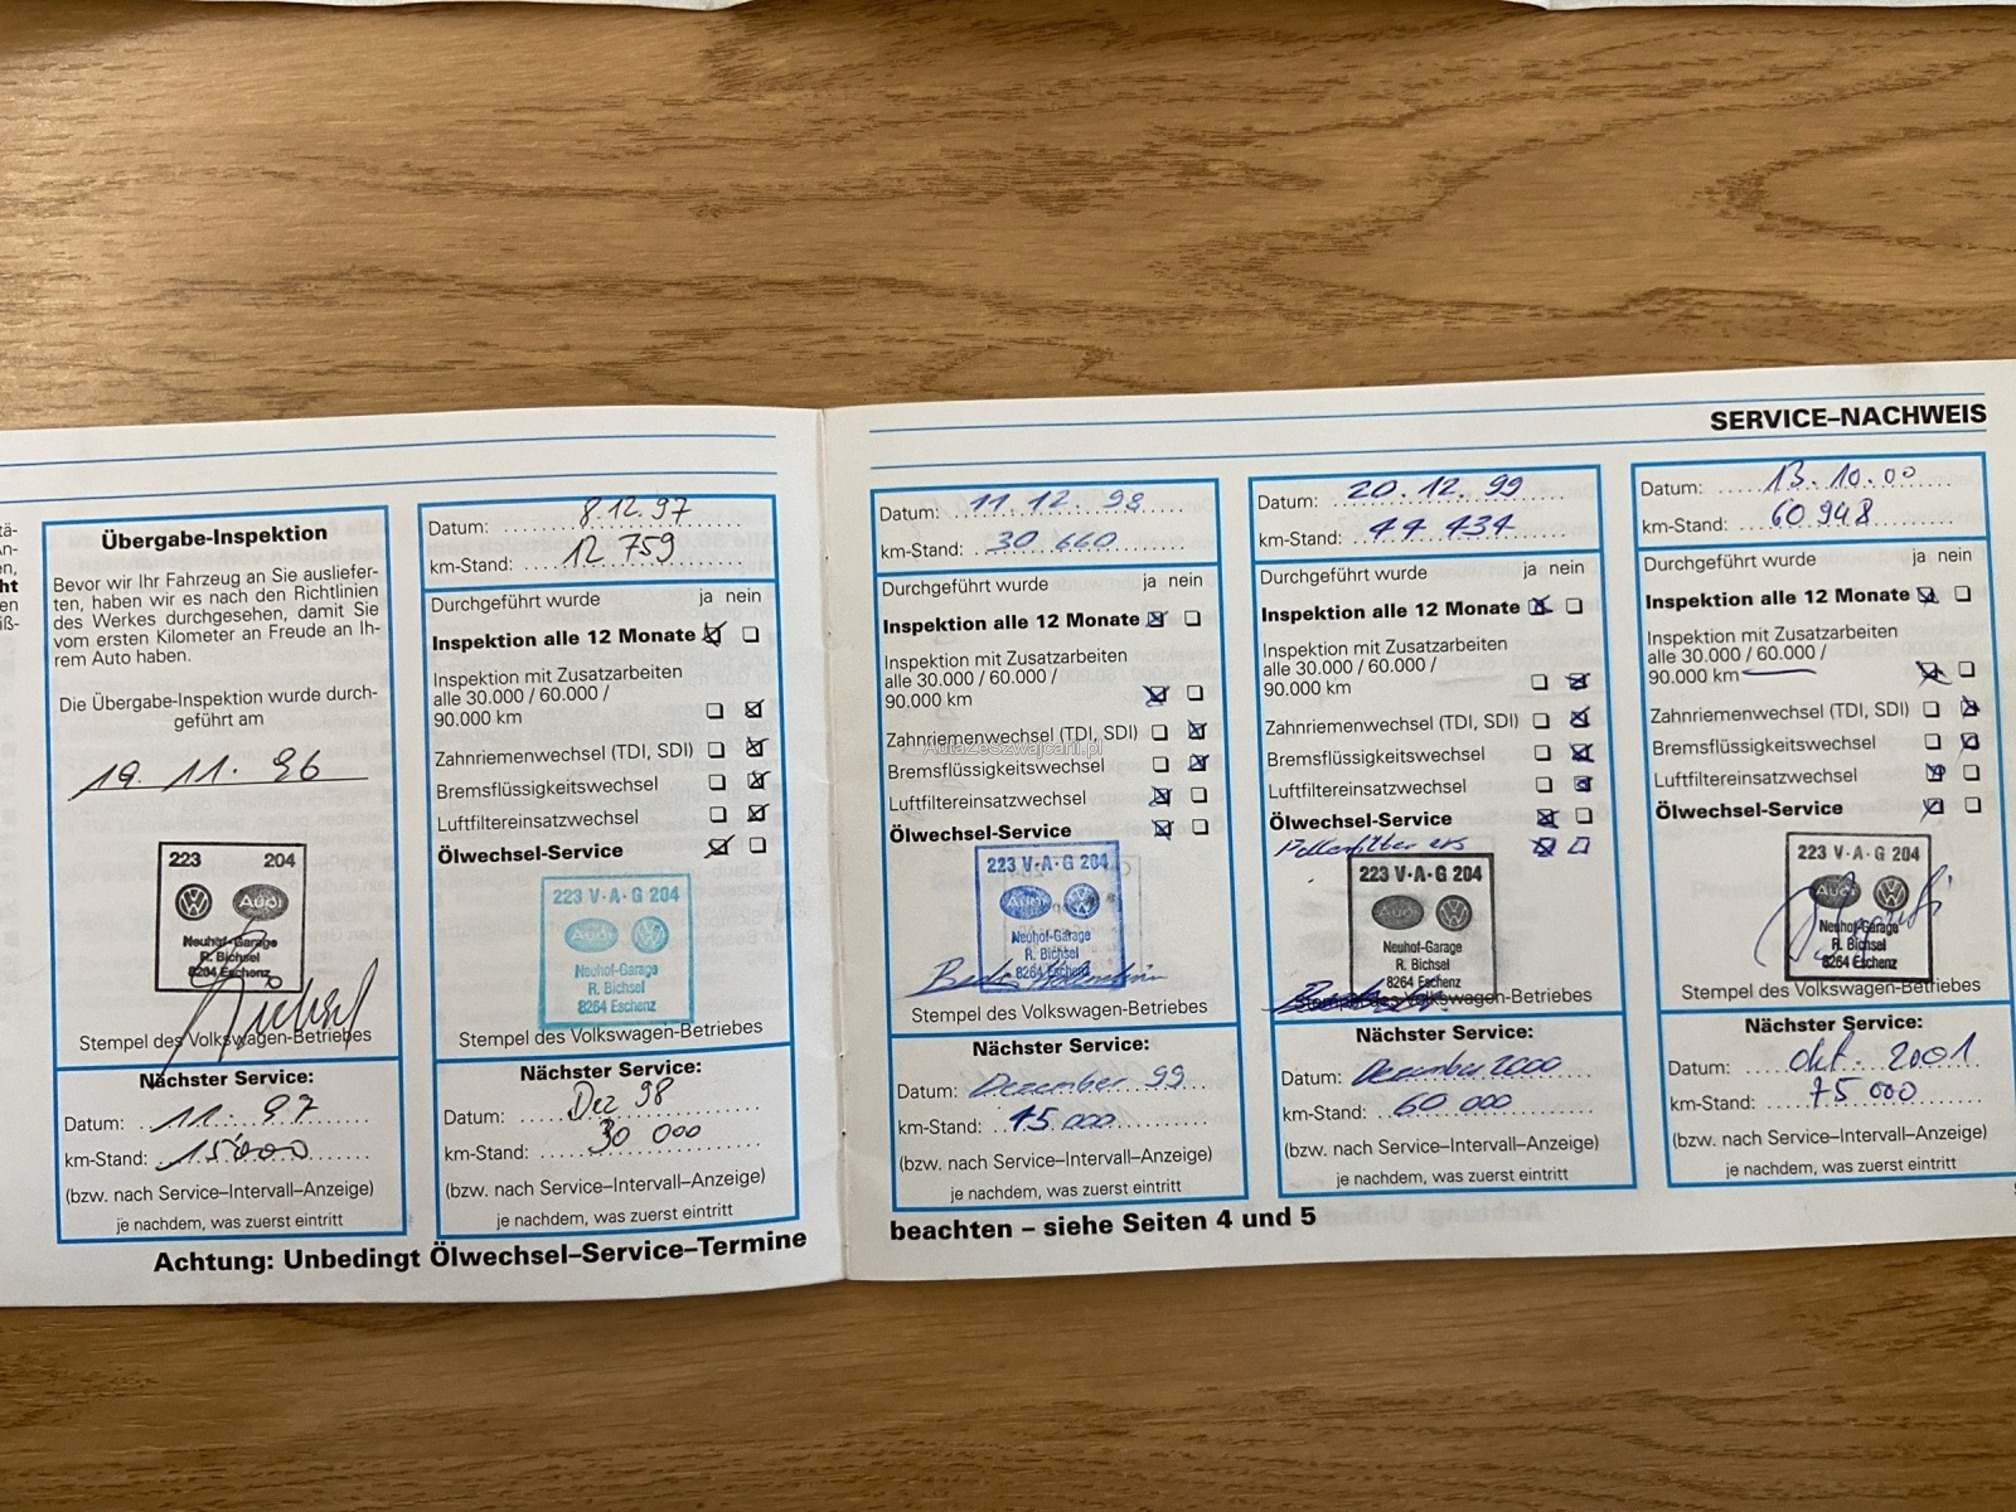 tä-
n-
en,
ht
en
iß-
Übergabe-Inspektion
Bevor wir Ihr Fahrzeug an Sie ausliefer-
ten, haben wir es nach den Richtlinien
des Werkes durchgesehen, damit Sie
vom ersten Kilometer an Freude an Ih-
rem Auto haben.
Die Übergabe-Inspektion wurde durch-
geführt am
19. 11. 96
223 204
Audi
Neuhof-Garage
R. Bichsel
8264 Eschenz
Stempel des Volkswagen-Betriebes
Nächster Service:
Datum: 11. 97
km-Stand: 15'000
(bzw. nach Service-Intervall-Anzeige)
je nachdem, was zuerst eintritt
Datum: 8.12.97
km-Stand: 12 759
Durchgeführt wurde ja nein
Inspektion alle 12 Monate
Inspektion mit Zusatzarbeiten
alle 30.000 / 60.000 /
90.000 km
Zahnriemenwechsel (TDI, SDI)
Bremsflüssigkeitswechsel
Luftfiltereinsatzwechsel
Ölwechsel-Service
223 V·A·G 204
Audi
Neuhof-Garage
R. Bichsel
8264 Eschenz
Stempel des Volkswagen-Betriebes
Nächster Service:
Datum: Dez 98
km-Stand: 30 000
(bzw. nach Service-Intervall-Anzeige)
je nachdem, was zuerst eintritt
Achtung: Unbedingt Ölwechsel-Service-Termine
SERVICE-NACHWEIS
Datum: 11.12.98
km-Stand: 30 660
Durchgeführt wurde ja nein
Inspektion alle 12 Monate
Inspektion mit Zusatzarbeiten
alle 30.000 / 60.000 /
90.000 km
Zahnriemenwechsel (TDI, SDI)
AutaZeSzwajcarii.pl
Bremsflüssigkeitswechsel
Luftfiltereinsatzwechsel
Ölwechsel-Service
223 V·A·G 204
Audi
Neuhof-Garage
R. Bichsel
8264 Eschenz
Stempel des Volkswagen-Betriebes
Nächster Service:
Datum: Dezember 99
km-Stand: 45 000
(bzw. nach Service-Intervall-Anzeige)
je nachdem, was zuerst eintritt
Datum: 20.12.99
km-Stand: 44 434
Durchgeführt wurde ja nein
Inspektion alle 12 Monate
Inspektion mit Zusatzarbeiten
alle 30.000 / 60.000 /
90.000 km
Zahnriemenwechsel (TDI, SDI)
Bremsflüssigkeitswechsel
Luftfiltereinsatzwechsel
Ölwechsel-Service
Pollenfilter ers
223 V·A·G 204
Audi
Neuhof-Garage
R. Bichsel
8264 Eschenz
Stempel des Volkswagen-Betriebes
Nächster Service:
Datum: Dezember 2000
km-Stand: 60 000
(bzw. nach Service-Intervall-Anzeige)
je nachdem, was zuerst eintritt
Datum: 13.10.00
km-Stand: 60 948
Durchgeführt wurde ja nein
Inspektion alle 12 Monate
Inspektion mit Zusatzarbeiten
alle 30.000 / 60.000 /
90.000 km
Zahnriemenwechsel (TDI, SDI)
Bremsflüssigkeitswechsel
Luftfiltereinsatzwechsel
Ölwechsel-Service
223 V·A·G 204
Audi
Neuhof-Garage
R. Bichsel
8264 Eschenz
Stempel des Volkswagen-Betriebes
Nächster Service:
Datum: Okt. 2001
km-Stand: 75 000
(bzw. nach Service-Intervall-Anzeige)
je nachdem, was zuerst eintritt
beachten – siehe Seiten 4 und 5